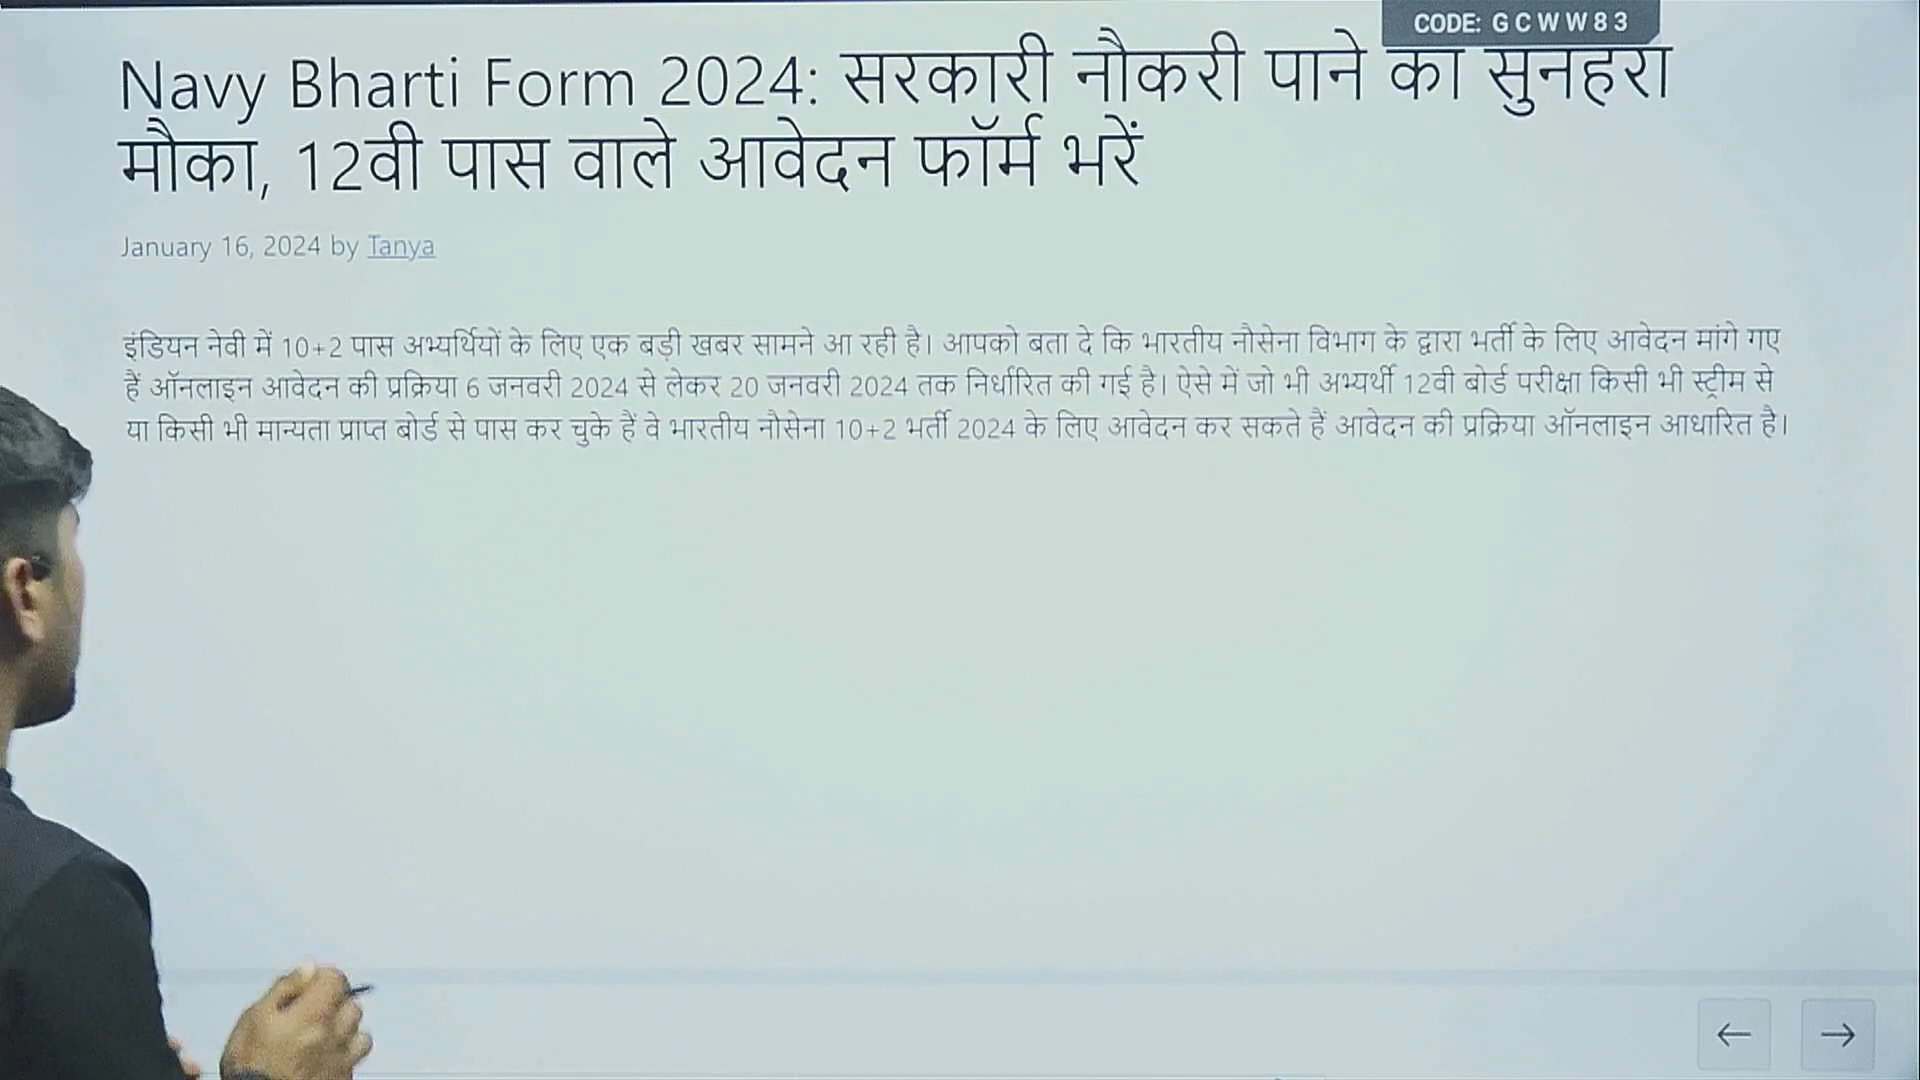 CODE: G C W W 8 3
Navy Bharti Form 2024: सरकारी नौकरी पाने का सुनहरा
मौका, 12वी पास वाले आवेदन फॉर्म भरें
January 16, 2024 by Tanya
इंडियन नेवी में 10+2 पास अभ्यर्थियों के लिए एक बड़ी खबर सामने आ रही है। आपको बता दे कि भारतीय नौसेना विभाग के द्वारा भर्ती के लिए आवेदन मांगे गए
हैं ऑनलाइन आवेदन की प्रक्रिया 6 जनवरी 2024 से लेकर 20 जनवरी 2024 तक निर्धारित की गई है। ऐसे में जो भी अभ्यर्थी 12वी बोर्ड परीक्षा किसी भी स्ट्रीम से
या किसी भी मान्यता प्राप्त बोर्ड से पास कर चुके हैं वे भारतीय नौसेना 10+2 भर्ती 2024 के लिए आवेदन कर सकते हैं आवेदन की प्रक्रिया ऑनलाइन आधारित है।